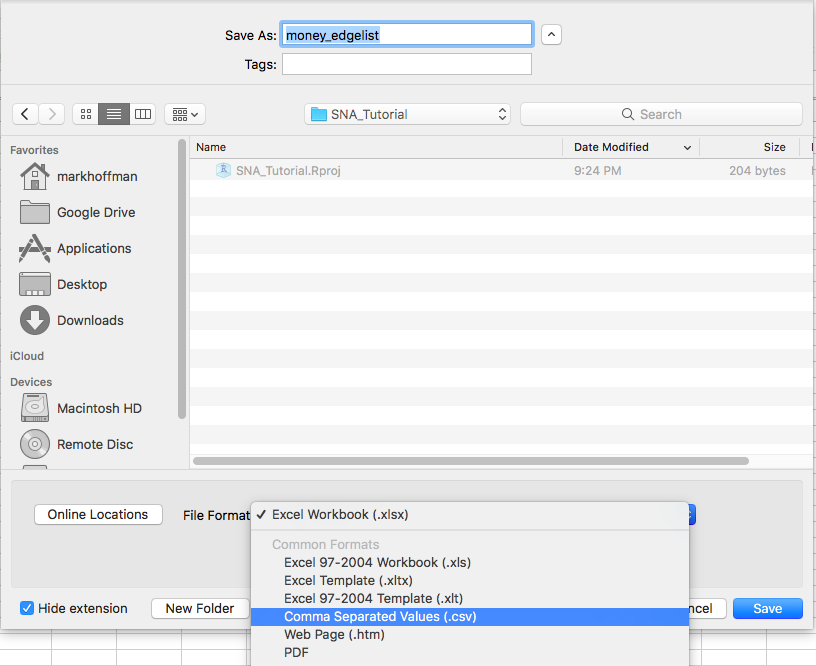 Save As: money_edgelist
Tags:
SNA_Tutorial
Search
Favorites
markhoffman
Google Drive
Applications
Desktop
Downloads
iCloud
Devices
Macintosh HD
Remote Disc
Name Date Modified Size
SNA_Tutorial.Rproj 9:24 PM 204 bytes
Online Locations File Format
✓ Excel Workbook (.xlsx)
Common Formats
Excel 97-2004 Workbook (.xls)
Excel Template (.xltx)
Excel 97-2004 Template (.xlt)
Comma Separated Values (.csv)
Web Page (.htm)
PDF
Hide extension New Folder ncel Save